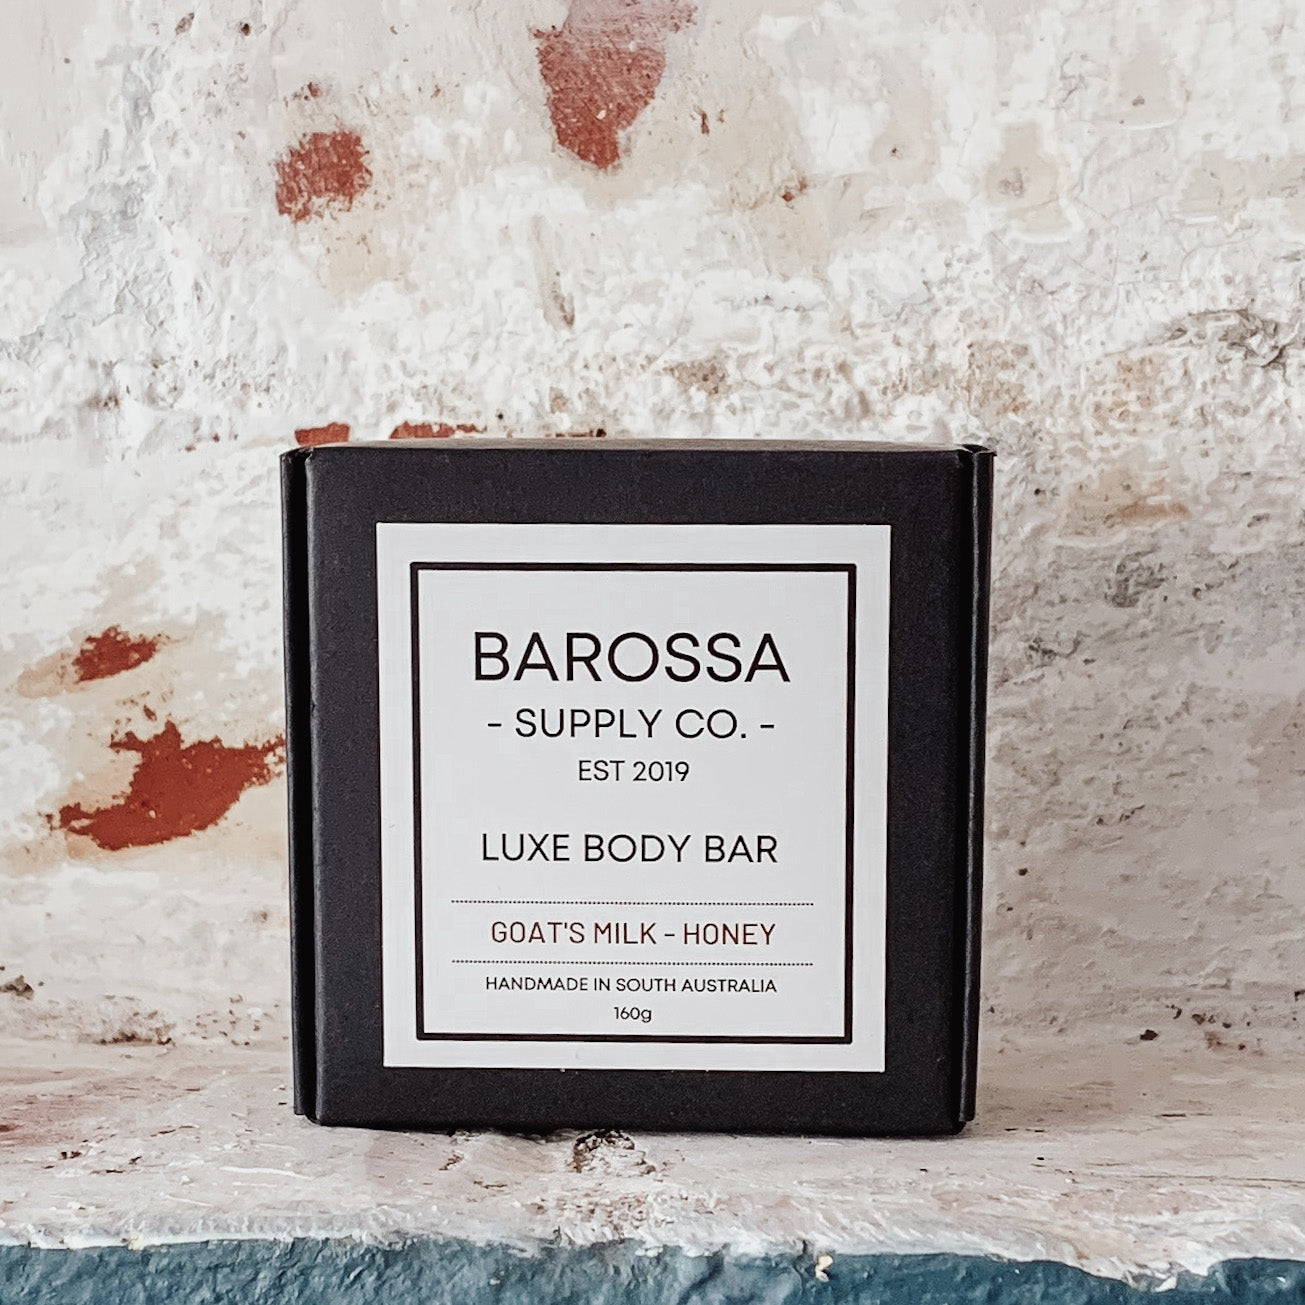 BAROSSA
- SUPPLY CO. -
EST 2019
LUXE BODY BAR
GOAT'S MILK - HONEY
HANDMADE IN SOUTH AUSTRALIA
160g